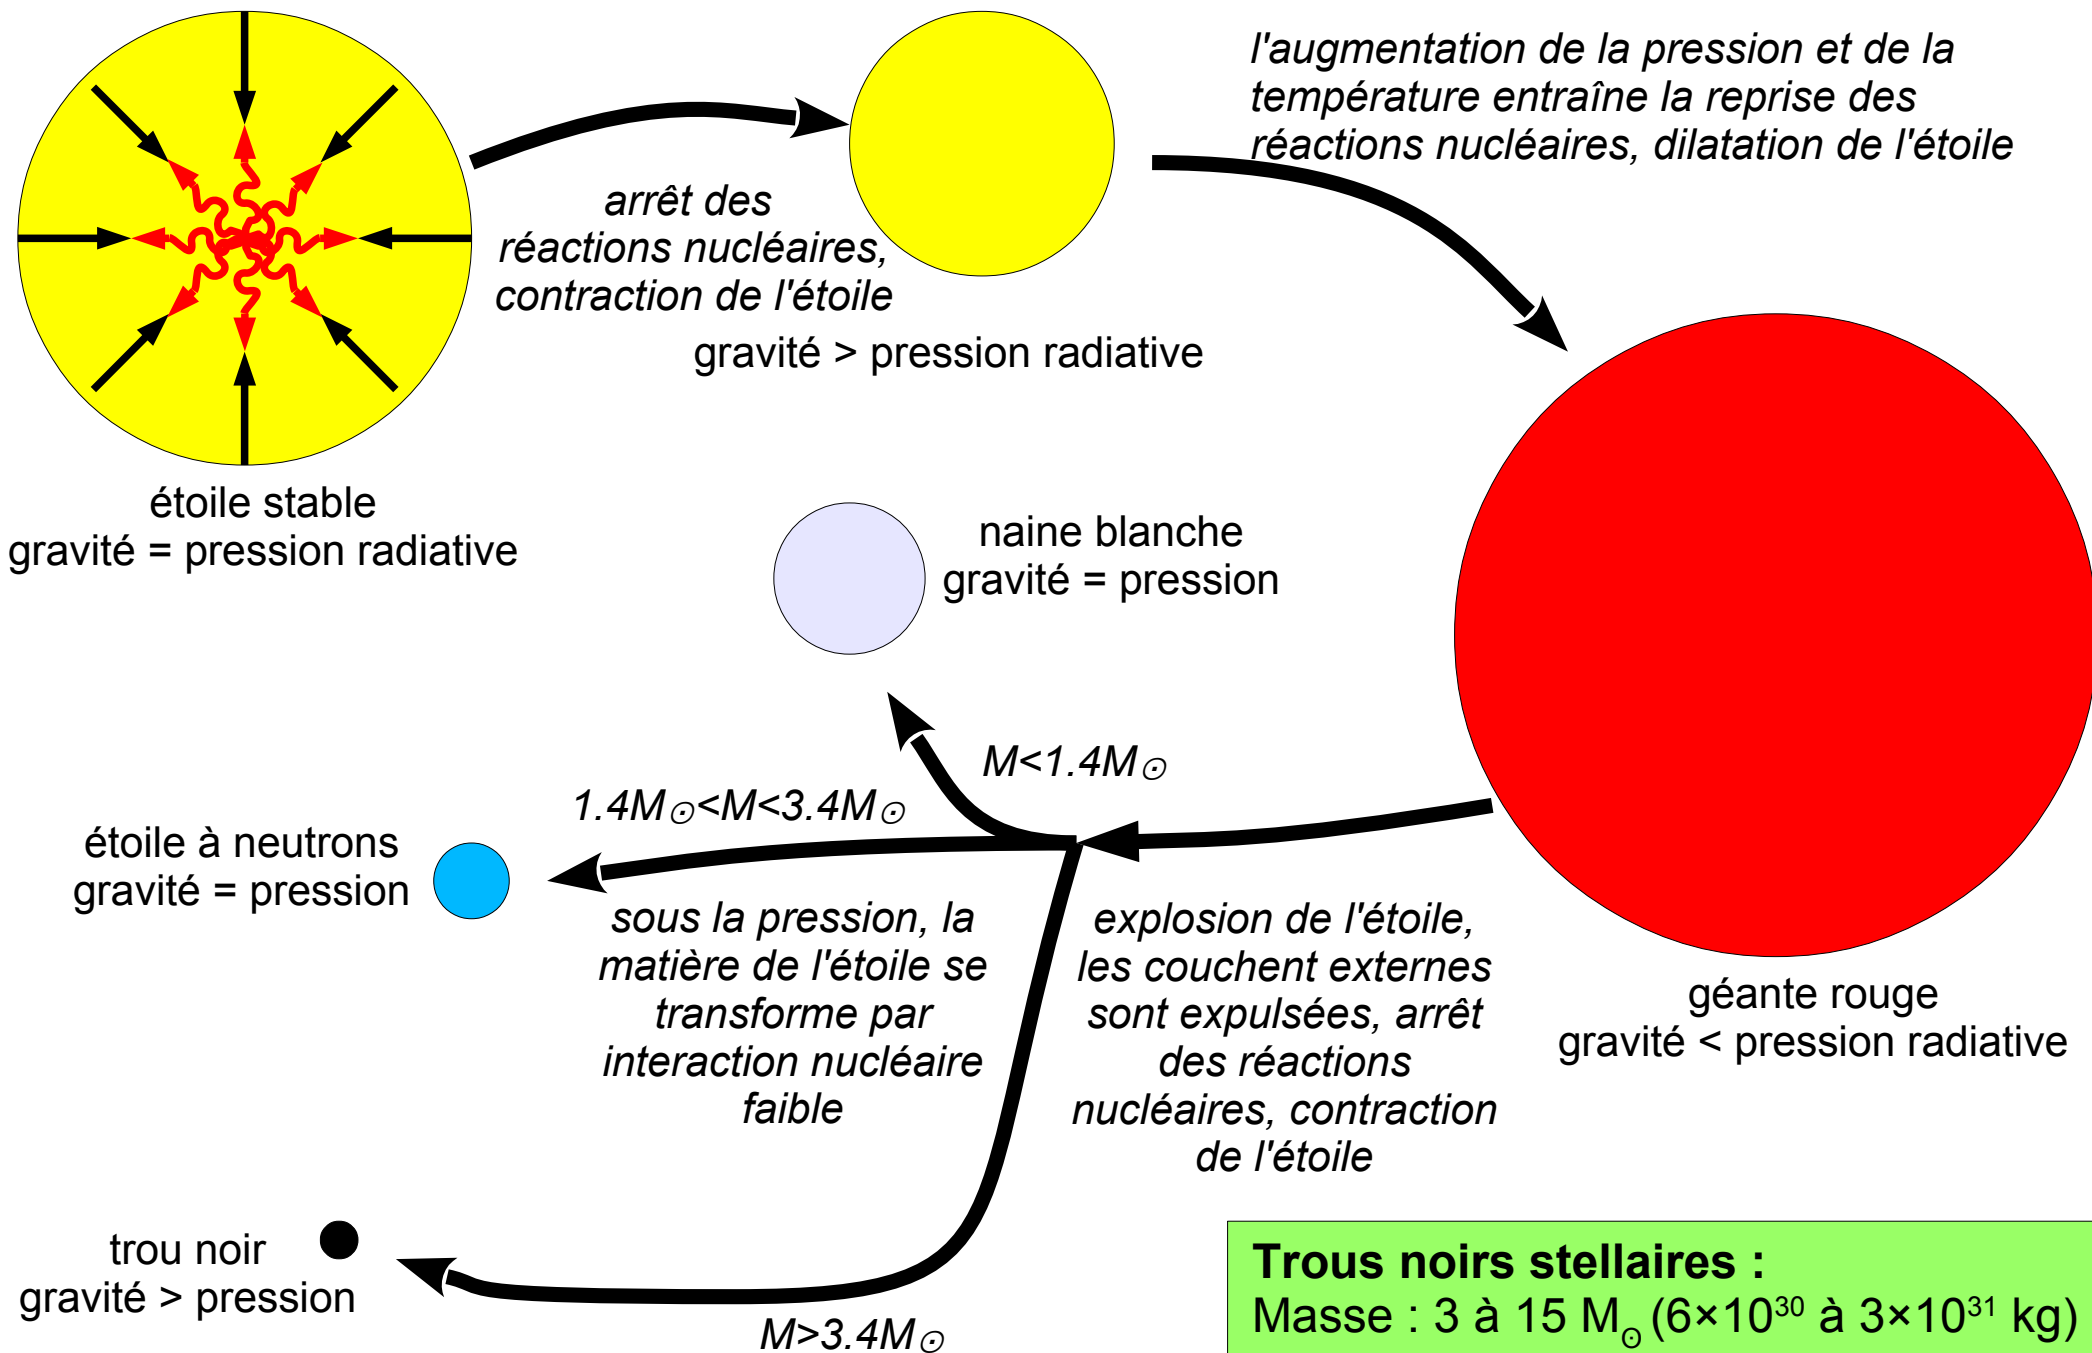 l'augmentation de la pression et de la
température entraîne la reprise des
réactions nucléaires, dilatation de l'étoile
arrêt des
réactions nucléaires,
contraction de l'étoile
gravité > pression radiative
étoile stable
gravité = pression radiative
naine blanche
gravité = pression
M<1.4M☉
1.4M☉<M<3.4M☉
étoile à neutrons
gravité = pression
sous la pression, la
matière de l'étoile se
transforme par
interaction nucléaire
faible
explosion de l'étoile,
les couchent externes
sont expulsées, arrêt
des réactions
nucléaires, contraction
de l'étoile
géante rouge
gravité < pression radiative
trou noir
gravité > pression
M>3.4M☉
Trous noirs stellaires :
Masse : 3 à 15 M☉ (6×10³⁰ à 3×10³¹ kg)